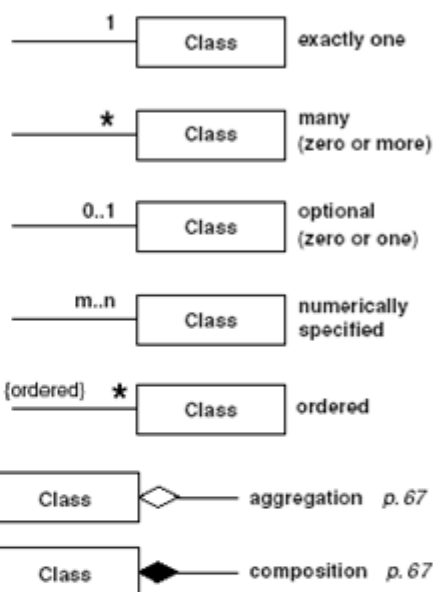 1
Class
exactly one
*
Class
many
(zero or more)
0..1
Class
optional
(zero or one)
m..n
Class
numerically
specified
{ordered} *
Class
ordered
Class
aggregation p. 67
Class
composition p. 67